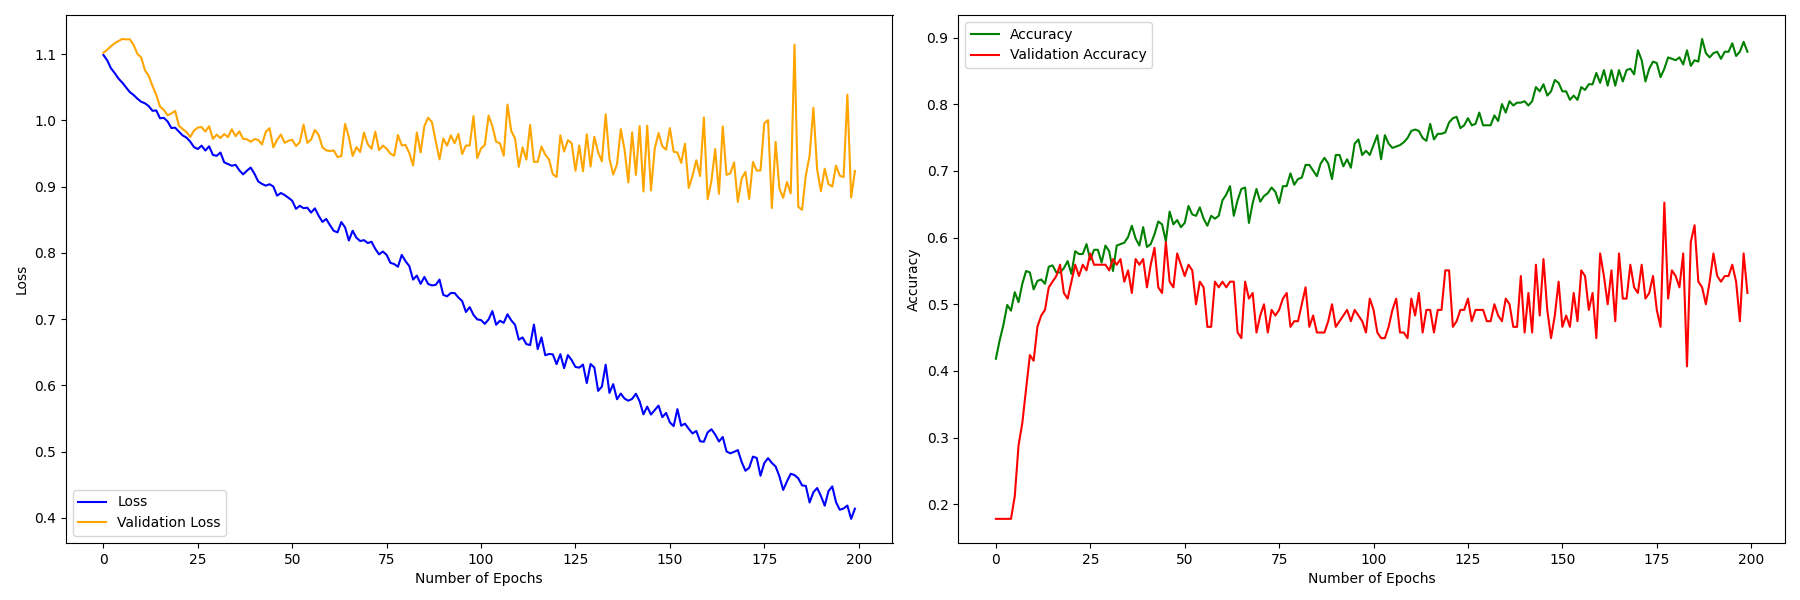 1.1
1.0
0.9
0.8
0.7
0.6
0.5
0.4
Loss
Loss
Validation Loss
0 25 50 75 100 125 150 175 200
Number of Epochs
0.9
0.8
0.7
0.6
0.5
0.4
0.3
0.2
Accuracy
Accuracy
Validation Accuracy
0 25 50 75 100 125 150 175 200
Number of Epochs